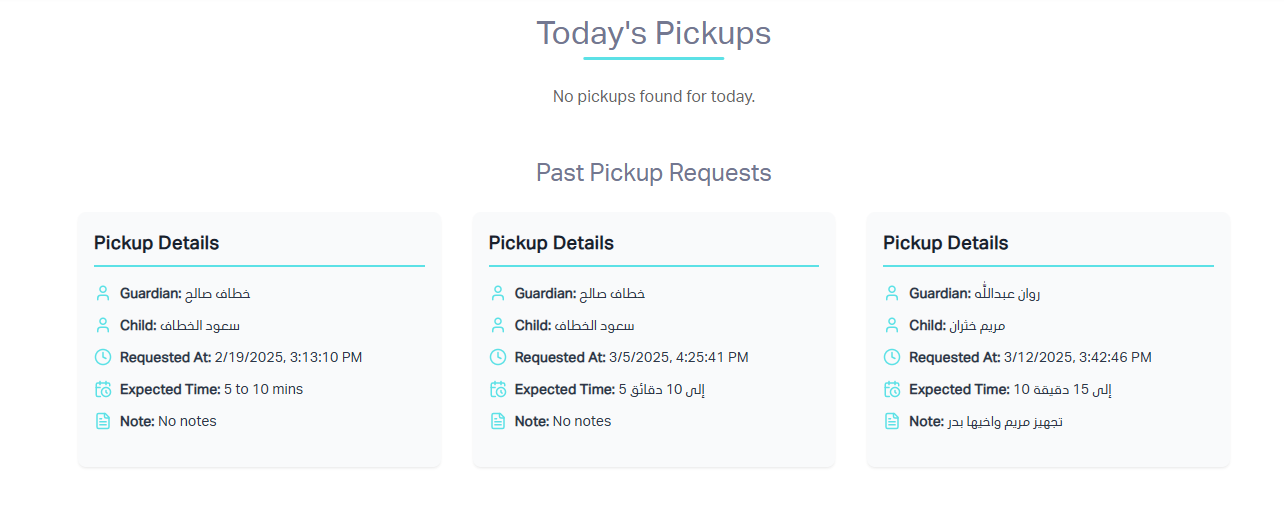 Today's Pickups
No pickups found for today.
Past Pickup Requests
Pickup Details
Guardian: خطاف صالح
Child: سعود الخطاف
Requested At: 2/19/2025, 3:13:10 PM
Expected Time: 5 to 10 mins
Note: No notes
Pickup Details
Guardian: خطاف صالح
Child: سعود الخطاف
Requested At: 3/5/2025, 4:25:41 PM
Expected Time: 5 إلى 10 دقائق
Note: No notes
Pickup Details
Guardian: روان عبدالله
Child: مريم خثران
Requested At: 3/12/2025, 3:42:46 PM
Expected Time: 10 إلى 15 دقيقة
Note: تجهيز مريم واخيها بدر